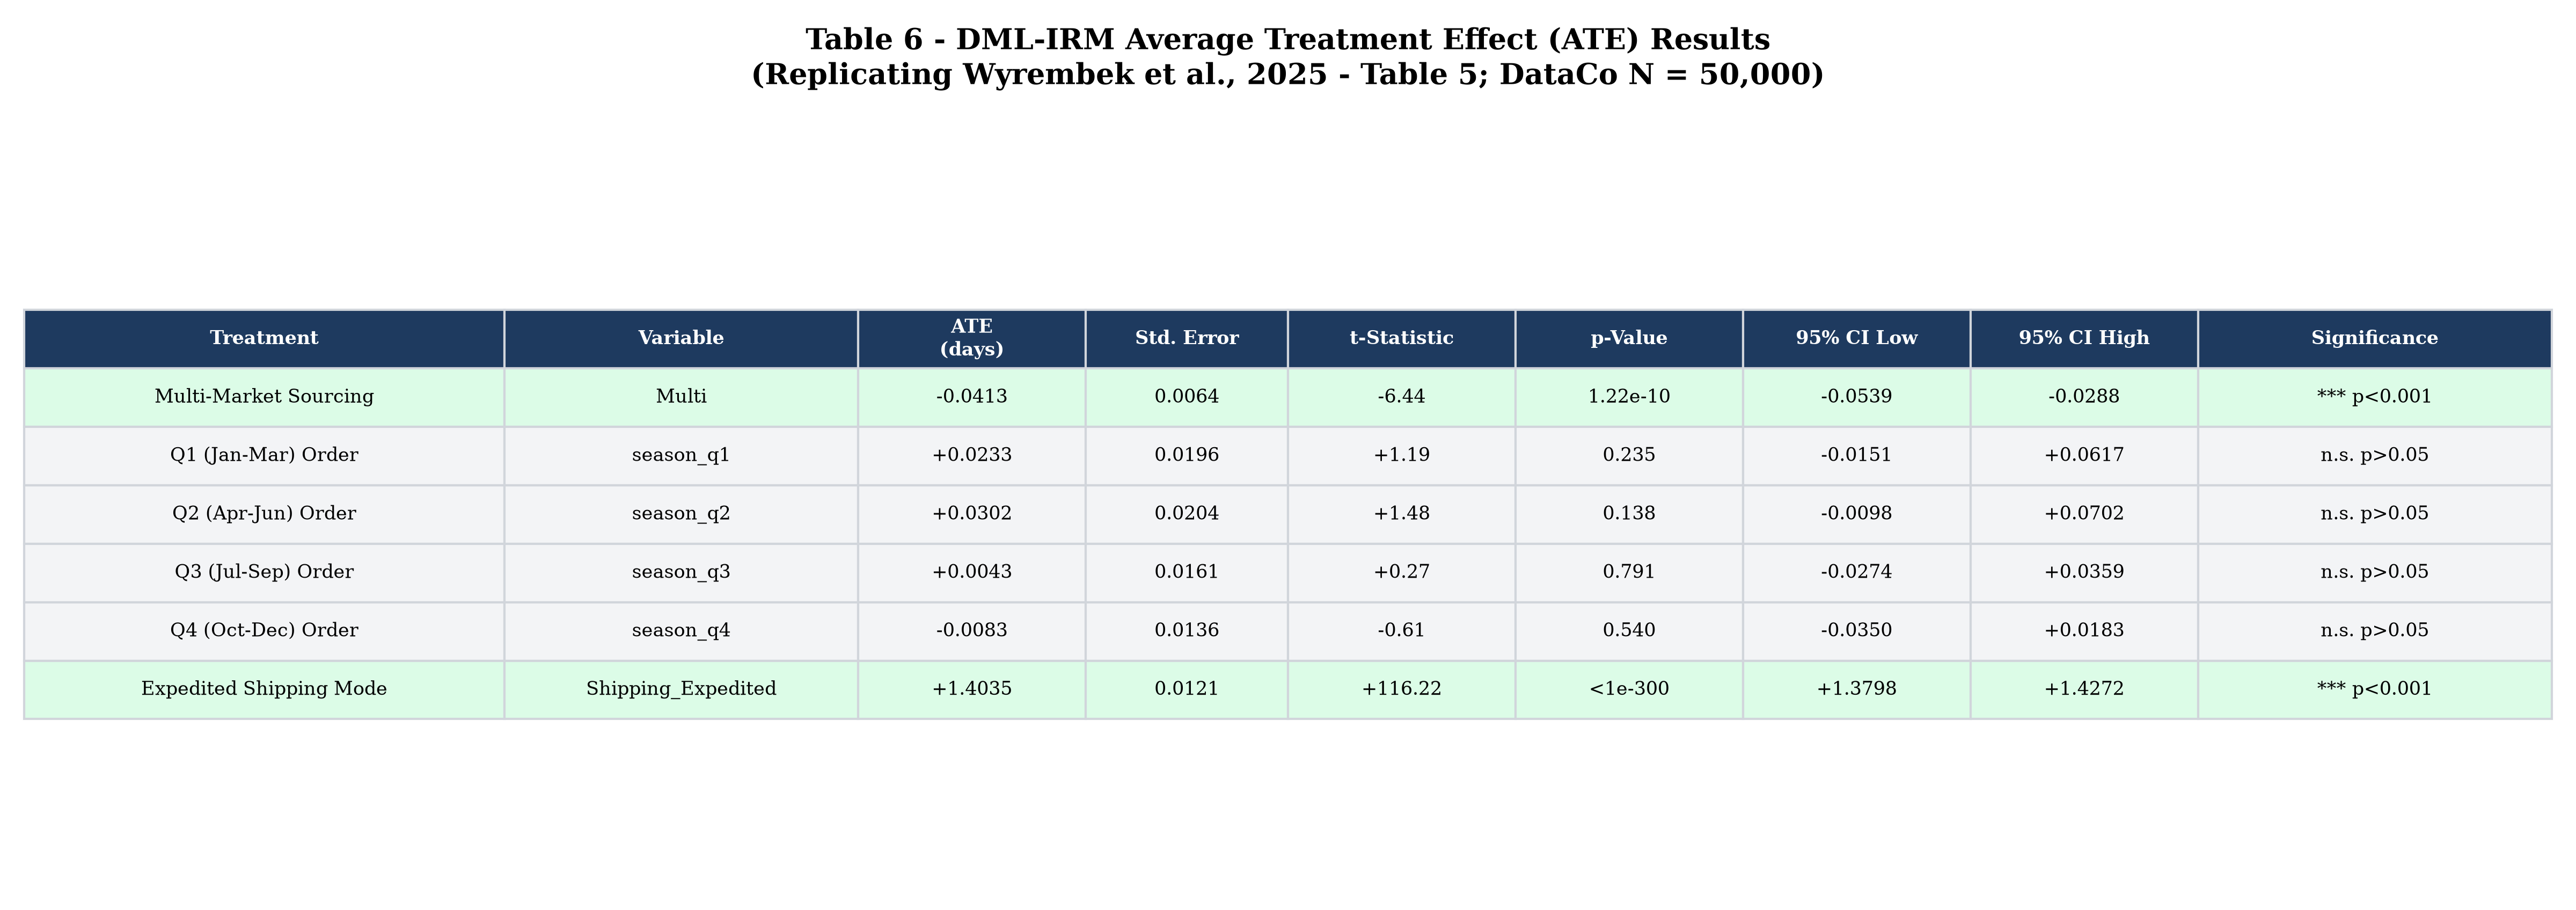 Table 6 - DML-IRM Average Treatment Effect (ATE) Results
(Replicating Wyrembek et al., 2025 - Table 5; DataCo N = 50,000)
Treatment Variable ATE (days) Std. Error t-Statistic p-Value 95% CI Low 95% CI High Significance
Multi-Market Sourcing Multi -0.0413 0.0064 -6.44 1.22e-10 -0.0539 -0.0288 *** p<0.001
Q1 (Jan-Mar) Order season_q1 +0.0233 0.0196 +1.19 0.235 -0.0151 +0.0617 n.s. p>0.05
Q2 (Apr-Jun) Order season_q2 +0.0302 0.0204 +1.48 0.138 -0.0098 +0.0702 n.s. p>0.05
Q3 (Jul-Sep) Order season_q3 +0.0043 0.0161 +0.27 0.791 -0.0274 +0.0359 n.s. p>0.05
Q4 (Oct-Dec) Order season_q4 -0.0083 0.0136 -0.61 0.540 -0.0350 +0.0183 n.s. p>0.05
Expedited Shipping Mode Shipping_Expedited +1.4035 0.0121 +116.22 <1e-300 +1.3798 +1.4272 *** p<0.001